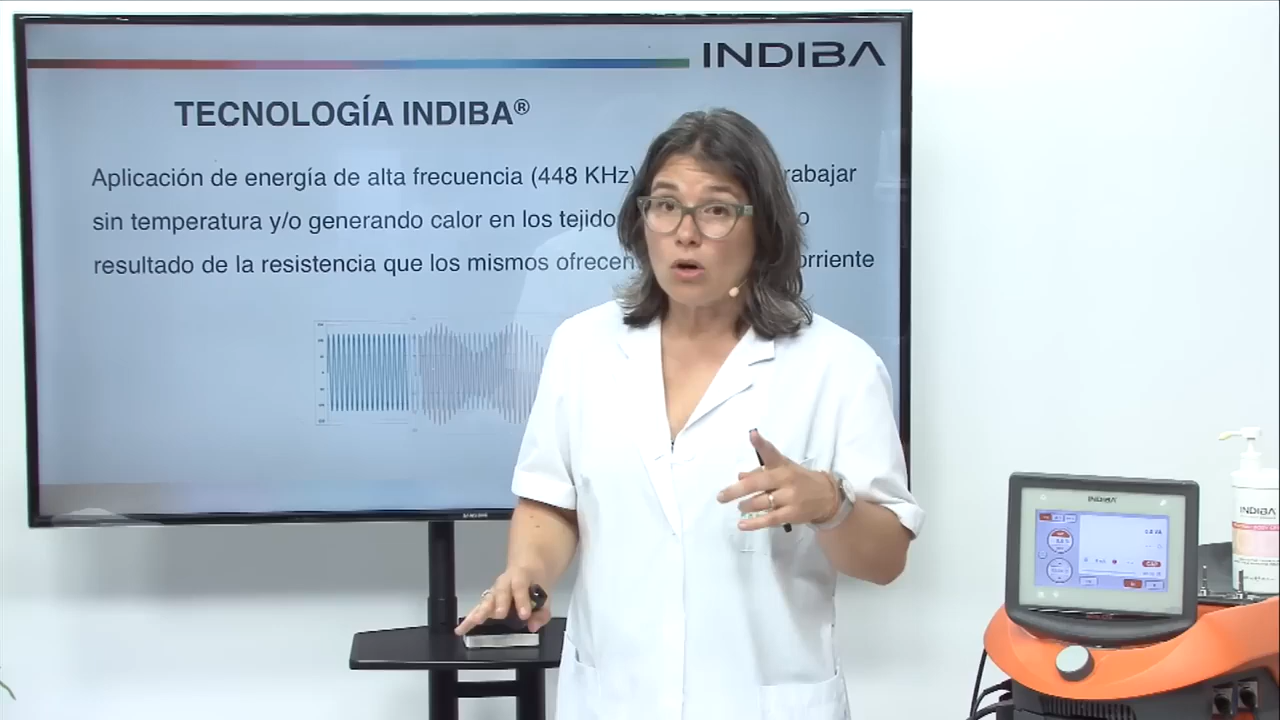 INDIBA
TECNOLOGÍA INDIBA®
Aplicación de energía de alta frecuencia (448 KHz) rabajar
sin temperatura y/o generando calor en los tejido o
resultado de la resistencia que los mismos ofrecen orriente
INDIBA
INDIBA